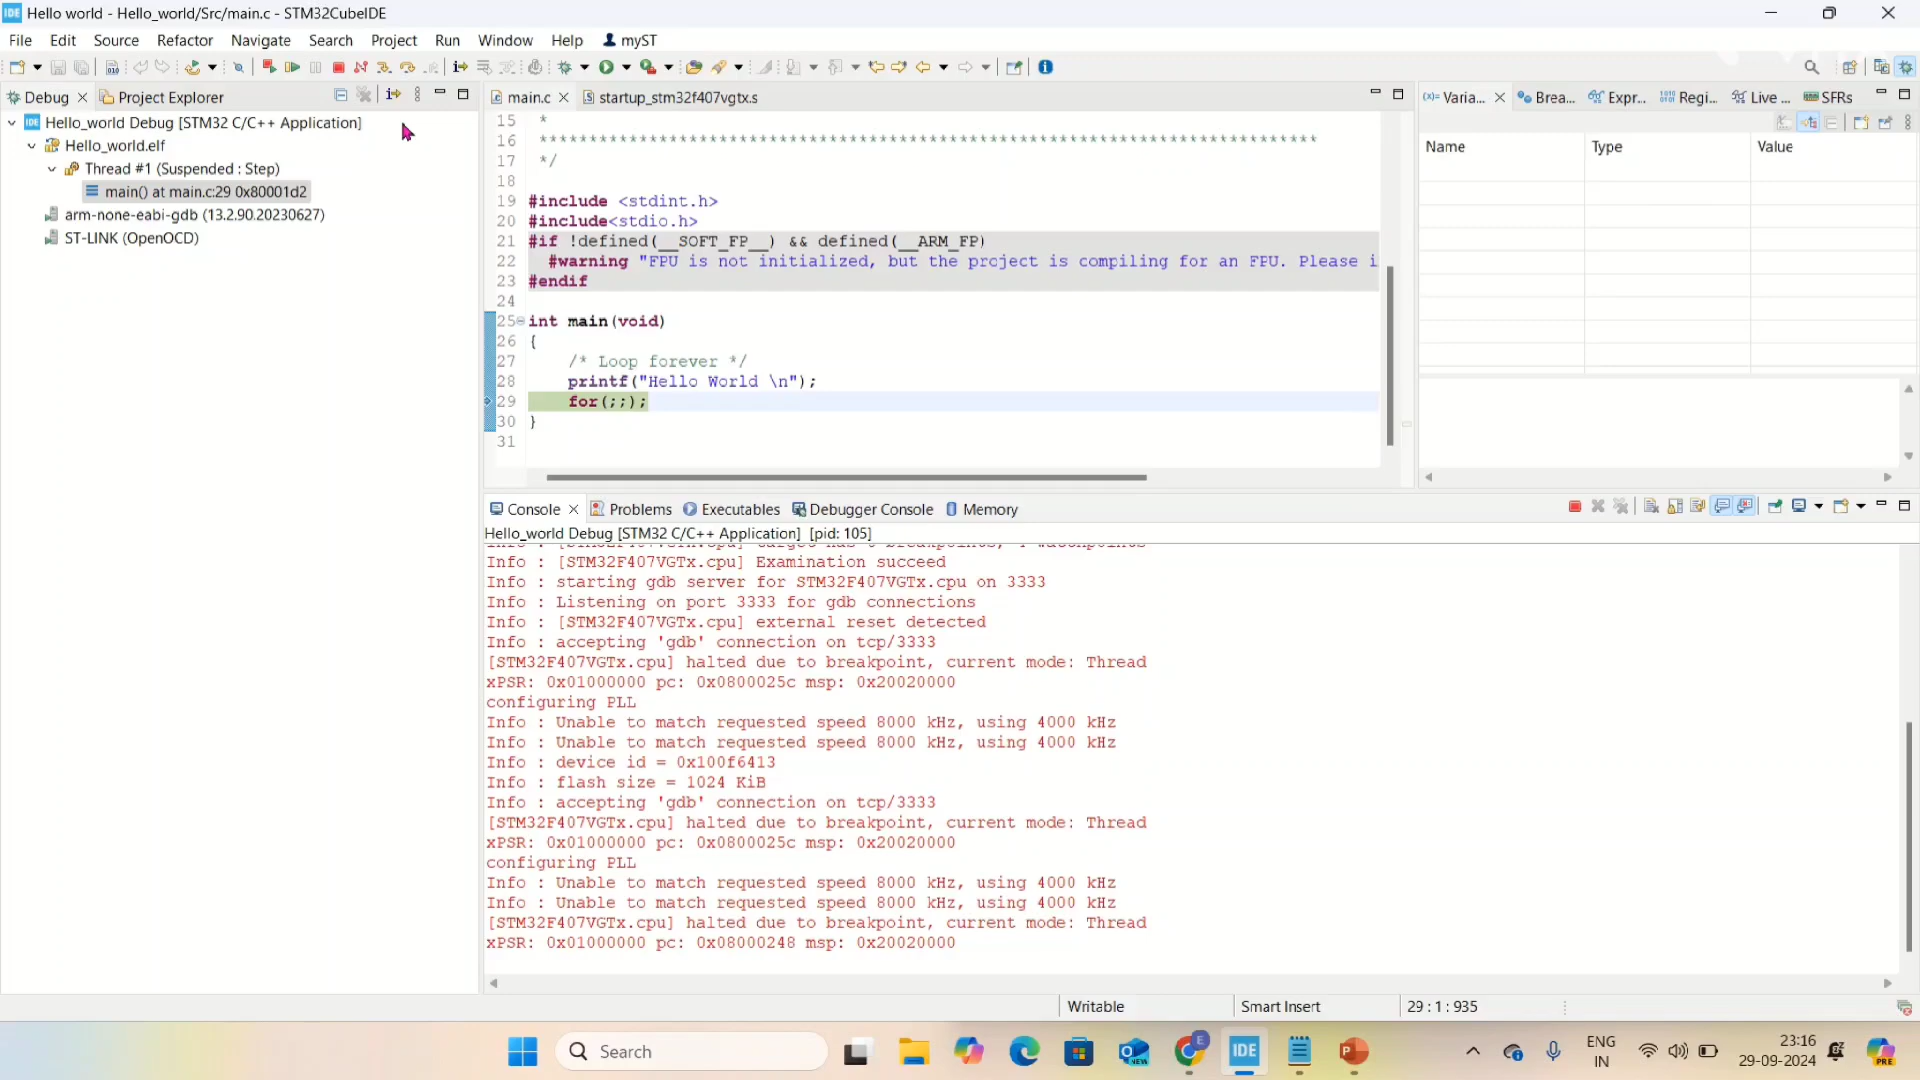 IDE Hello world - Hello_world/Src/main.c - STM32CubeIDE
File Edit Source Refactor Navigate Search Project Run Window Help myST
Debug Project Explorer
IDE Hello_world Debug [STM32 C/C++ Application]
Hello_world.elf
Thread #1 (Suspended : Step)
main() at main.c:29 0x80001d2
arm-none-eabi-gdb (13.2.90.20230627)
ST-LINK (OpenOCD)
main.c startup_stm32f407vgtx.s
15 *
16 ******************************************************************************
17 */
18
19 #include <stdint.h>
20 #include<stdio.h>
21 #if !defined(__SOFT_FP__) && defined(__ARM_FP)
22 #warning "FPU is not initialized, but the project is compiling for an FPU. Please i
23 #endif
24
25 int main(void)
26 {
27 /* Loop forever */
28 printf("Hello World \n");
29 for(;;);
30 }
31
(x)= Varia... Brea... Expr... Regi... Live ... SFRs
Name Type Value
Console Problems Executables Debugger Console Memory
Hello_world Debug [STM32 C/C++ Application] [pid: 105]
Info : [STM32F407VGTx.cpu] Examination succeed
Info : starting gdb server for STM32F407VGTx.cpu on 3333
Info : Listening on port 3333 for gdb connections
Info : [STM32F407VGTx.cpu] external reset detected
Info : accepting 'gdb' connection on tcp/3333
[STM32F407VGTx.cpu] halted due to breakpoint, current mode: Thread
xPSR: 0x01000000 pc: 0x0800025c msp: 0x20020000
configuring PLL
Info : Unable to match requested speed 8000 kHz, using 4000 kHz
Info : Unable to match requested speed 8000 kHz, using 4000 kHz
Info : device id = 0x100f6413
Info : flash size = 1024 KiB
Info : accepting 'gdb' connection on tcp/3333
[STM32F407VGTx.cpu] halted due to breakpoint, current mode: Thread
xPSR: 0x01000000 pc: 0x0800025c msp: 0x20020000
configuring PLL
Info : Unable to match requested speed 8000 kHz, using 4000 kHz
Info : Unable to match requested speed 8000 kHz, using 4000 kHz
[STM32F407VGTx.cpu] halted due to breakpoint, current mode: Thread
xPSR: 0x01000000 pc: 0x08000248 msp: 0x20020000
Writable Smart Insert 29 : 1 : 935
Search
IDE
ENG
IN
23:16
29-09-2024